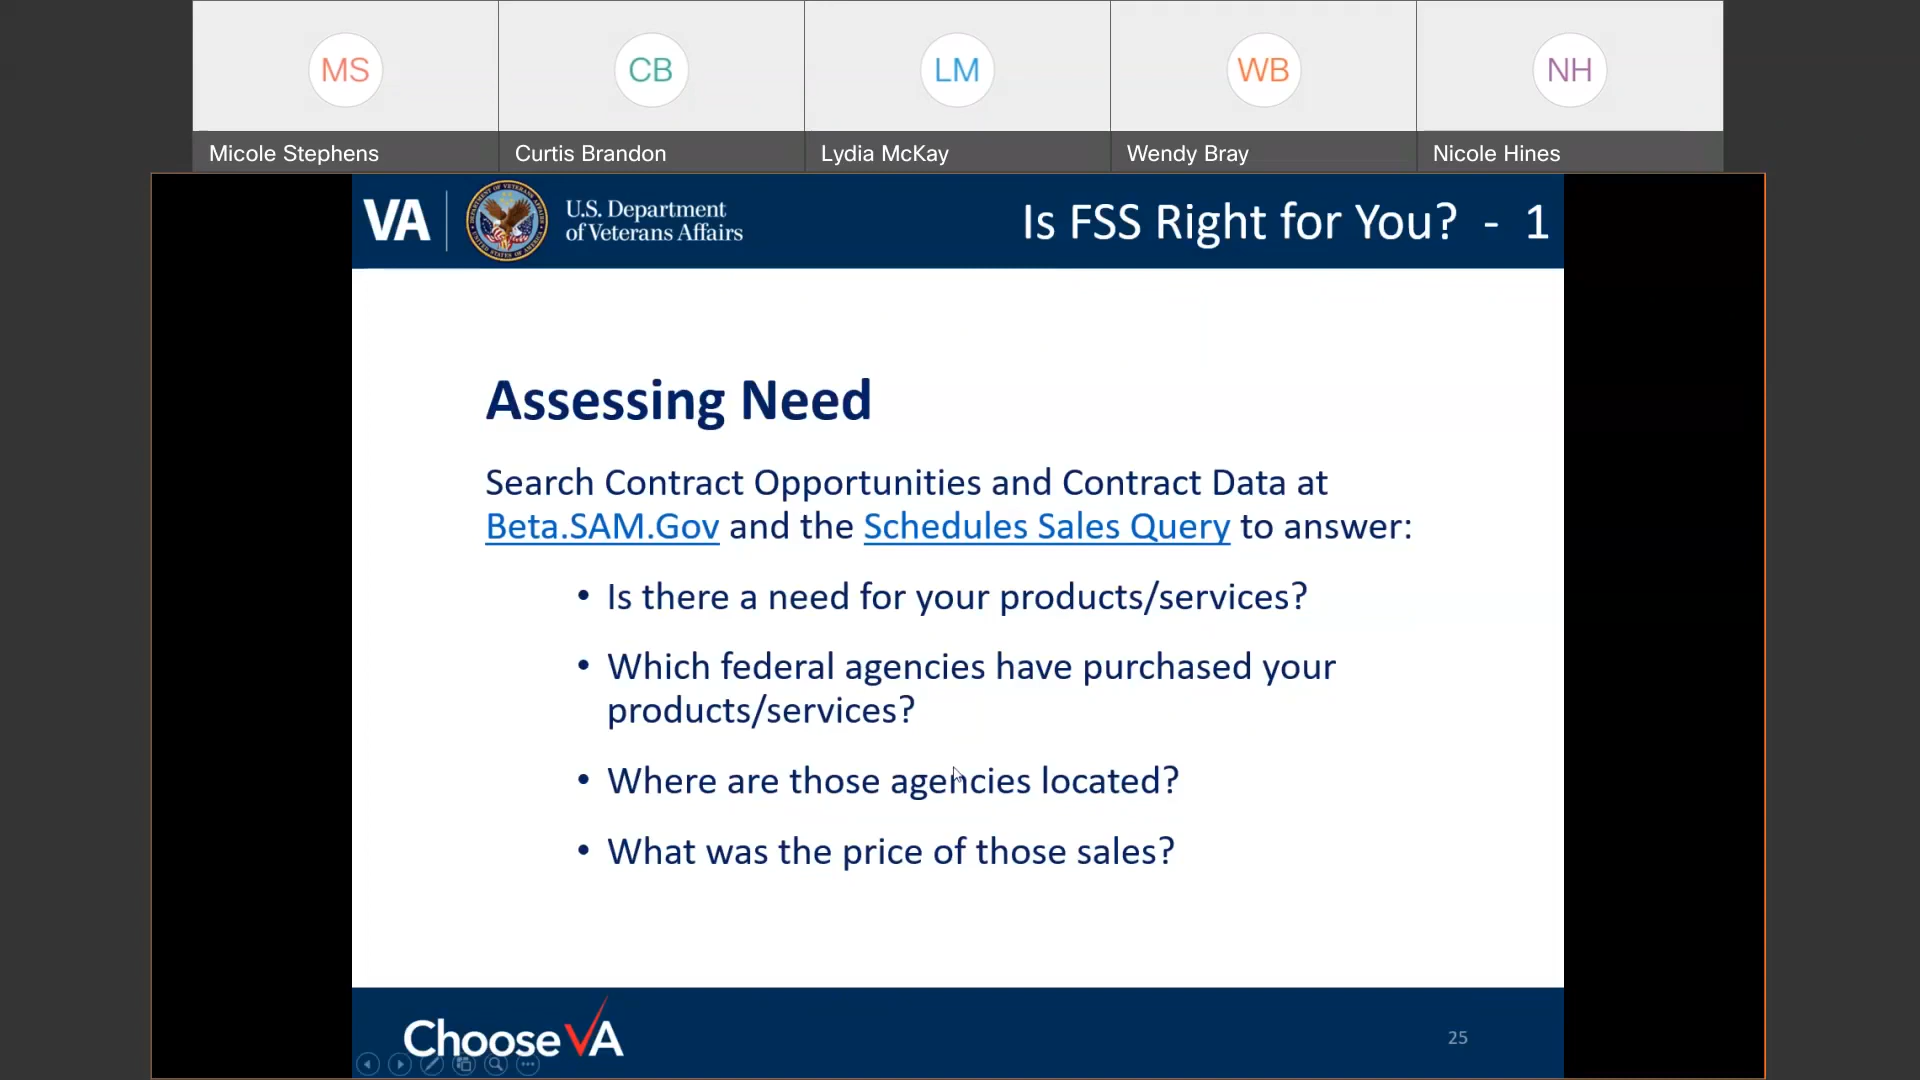 MS
CB
LM
WB
NH
Micole Stephens
Curtis Brandon
Lydia McKay
Wendy Bray
Nicole Hines
VA
U.S. Department
of Veterans Affairs
Is FSS Right for You? - 1
Assessing Need
Search Contract Opportunities and Contract Data at
Beta.SAM.Gov and the Schedules Sales Query to answer:
• Is there a need for your products/services?
• Which federal agencies have purchased your
products/services?
• Where are those agencies located?
• What was the price of those sales?
Choose VA
25